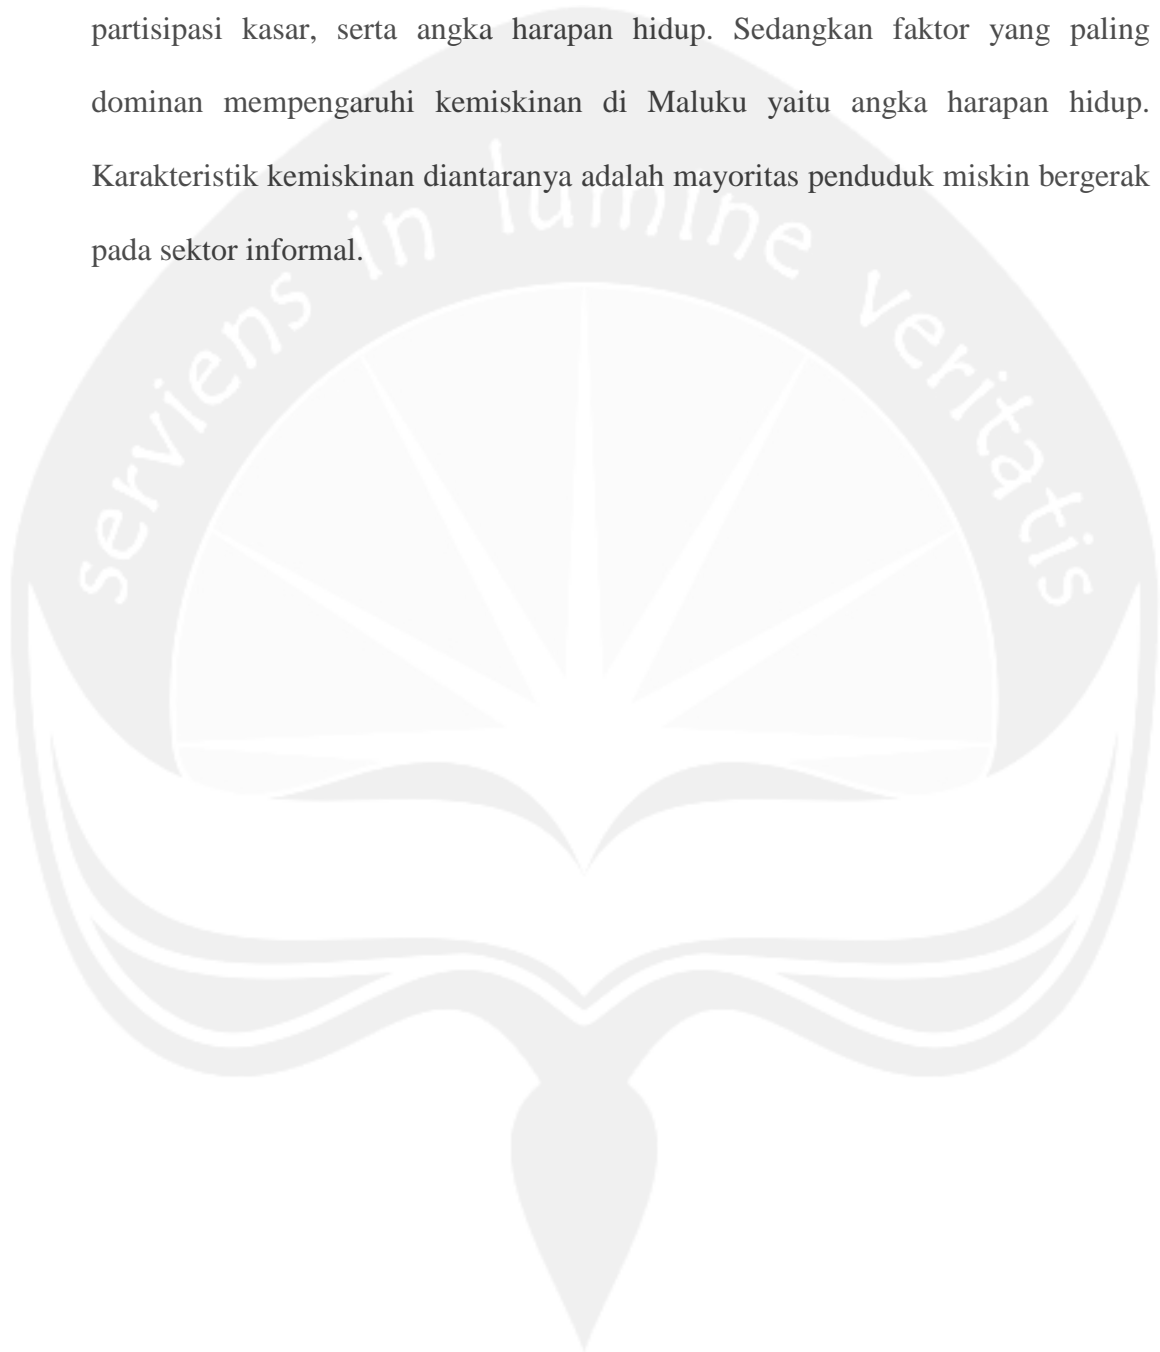 partisipasi kasar, serta angka harapan hidup. Sedangkan faktor yang paling
dominan mempengaruhi kemiskinan di Maluku yaitu angka harapan hidup.
Karakteristik kemiskinan diantaranya adalah mayoritas penduduk miskin bergerak
pada sektor informal.
serviens in lumine veritatis